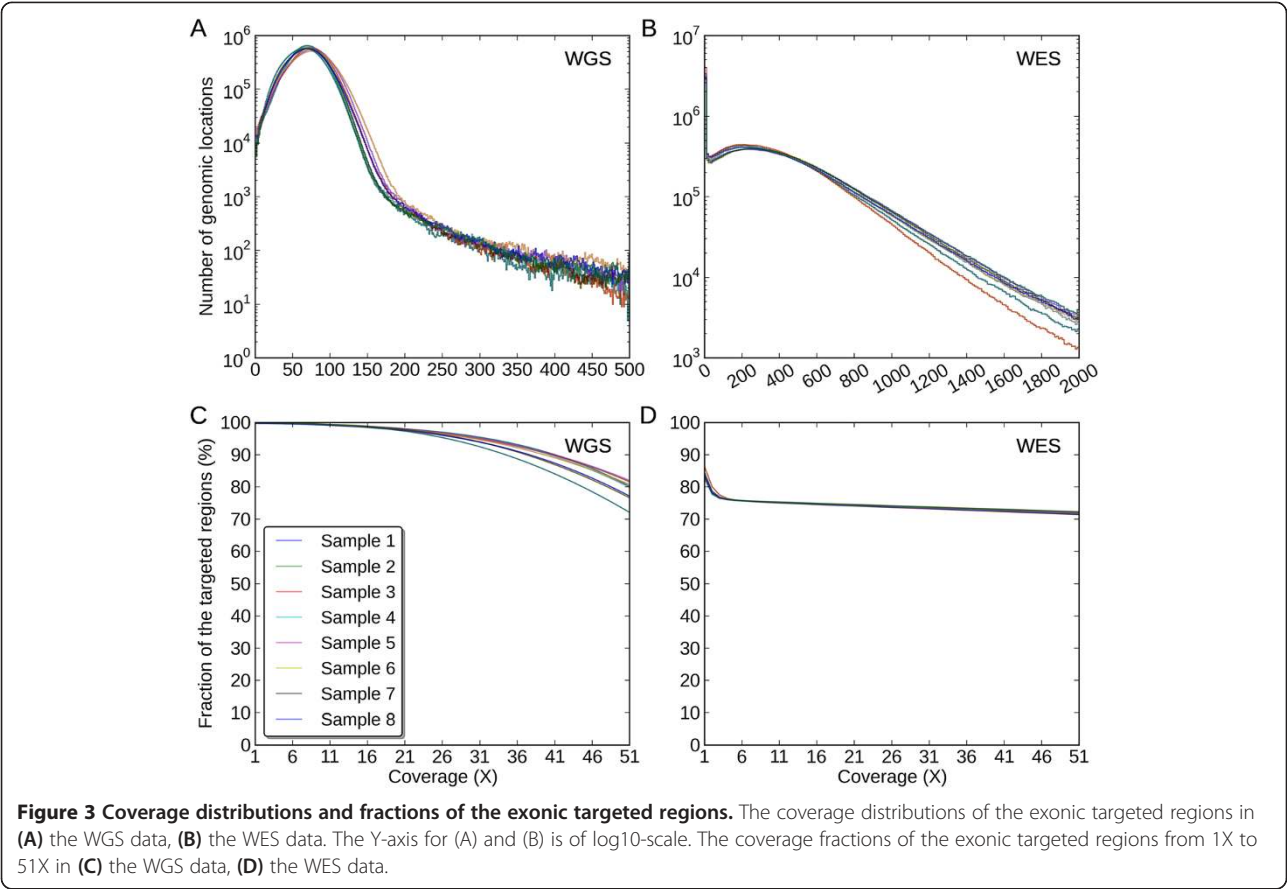 A
WGS
Number of genomic locations
10^6
10^5
10^4
10^3
10^2
10^1
10^0
0 50 100 150 200 250 300 350 400 450 500
B
WES
10^7
10^6
10^5
10^4
10^3
0 200 400 600 800 1000 1200 1400 1600 1800 2000
C
WGS
Fraction of the targeted regions (%)
100
90
80
70
60
50
40
30
20
10
0
Sample 1
Sample 2
Sample 3
Sample 4
Sample 5
Sample 6
Sample 7
Sample 8
1 6 11 16 21 26 31 36 41 46 51
Coverage (X)
D
WES
100
90
80
70
60
50
40
30
20
10
0
1 6 11 16 21 26 31 36 41 46 51
Coverage (X)
Figure 3 Coverage distributions and fractions of the exonic targeted regions. The coverage distributions of the exonic targeted regions in
(A) the WGS data, (B) the WES data. The Y-axis for (A) and (B) is of log10-scale. The coverage fractions of the exonic targeted regions from 1X to
51X in (C) the WGS data, (D) the WES data.